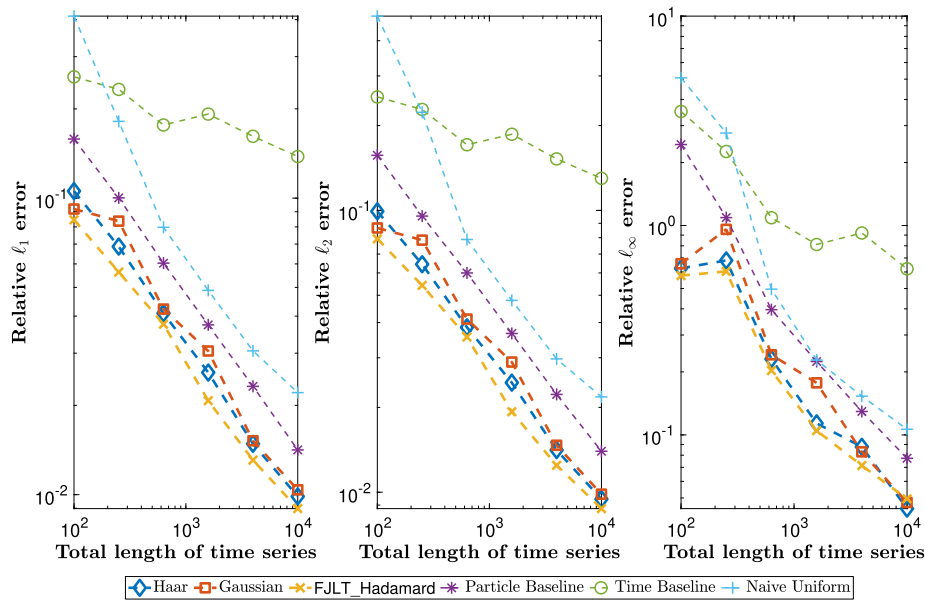 Relative ℓ1 error
10^-1
10^-2
10^2 10^3 10^4
Total length of time series
Relative ℓ2 error
10^-1
10^-2
10^2 10^3 10^4
Total length of time series
Relative ℓ∞ error
10^1
10^0
10^-1
10^2 10^3 10^4
Total length of time series
Haar Gaussian FJLT_Hadamard Particle Baseline Time Baseline Naive Uniform